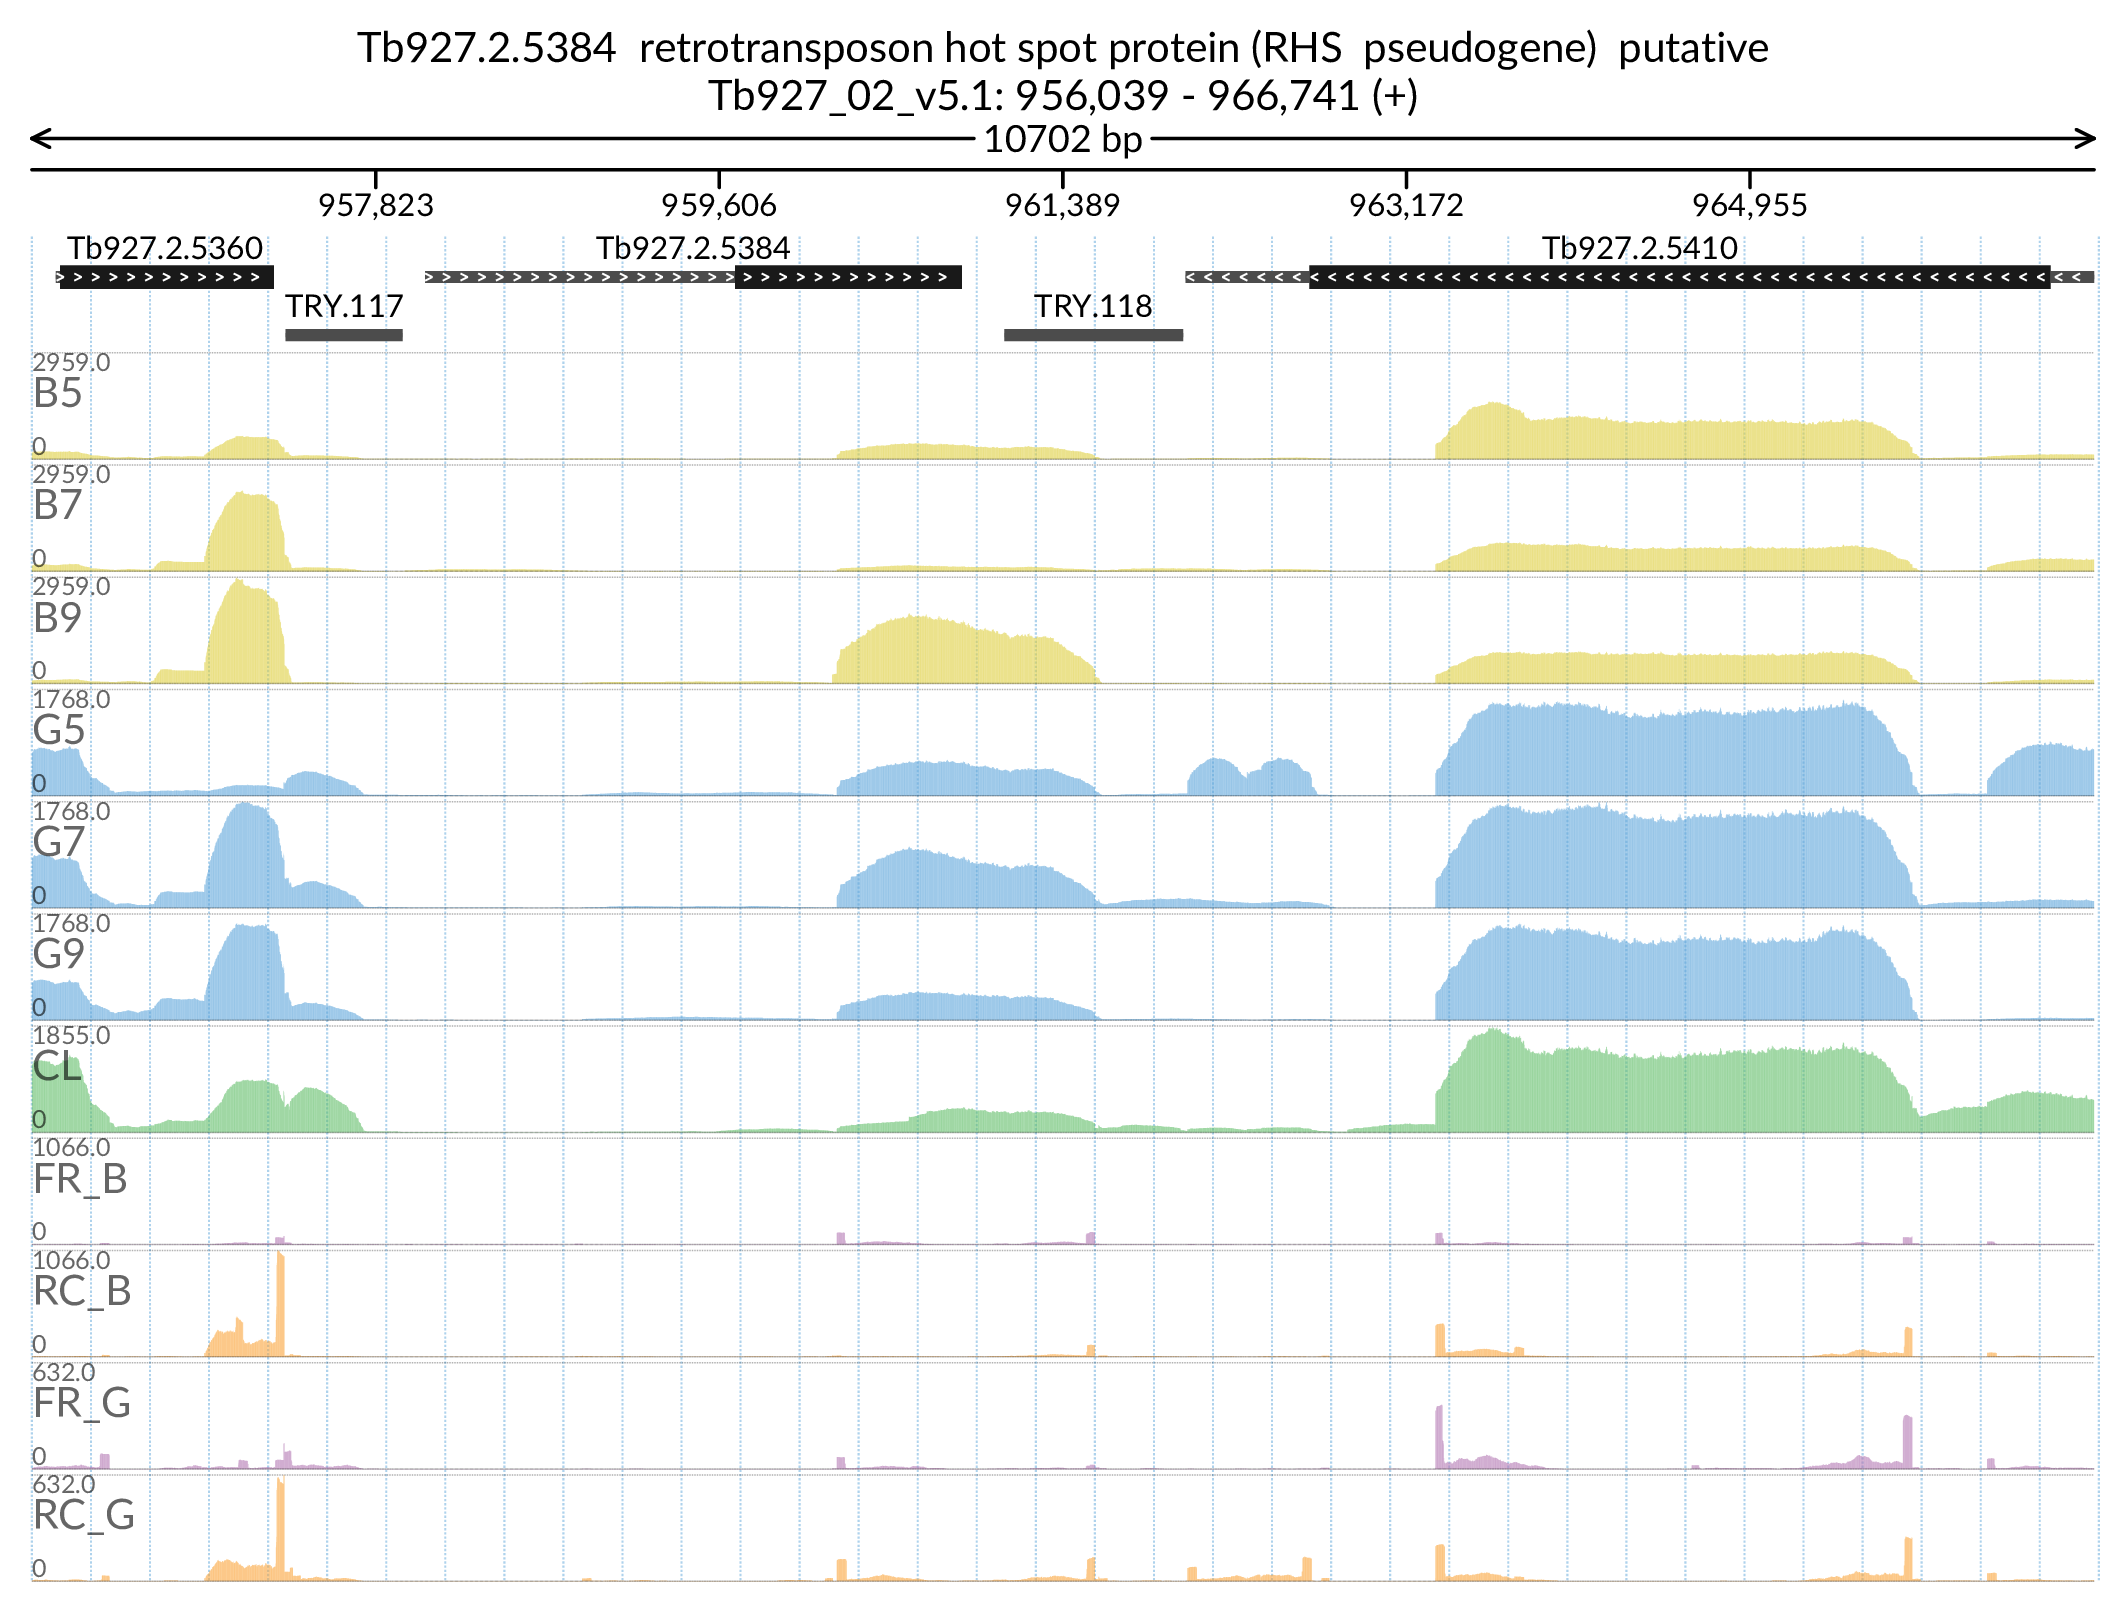 Tb927.2.5384  retrotransposon hot spot protein (RHS  pseudogene)  putative
Tb927_02_v5.1: 956,039 - 966,741 (+)
10702 bp
957,823 959,606 961,389 963,172 964,955
Tb927.2.5360 Tb927.2.5384 Tb927.2.5410
TRY.117 TRY.118
2959.0
B5
0
2959.0
B7
0
2959.0
B9
0
1768.0
G5
0
1768.0
G7
0
1768.0
G9
0
1855.0
CL
0
1066.0
FR_B
0
1066.0
RC_B
0
632.0
FR_G
0
632.0
RC_G
0